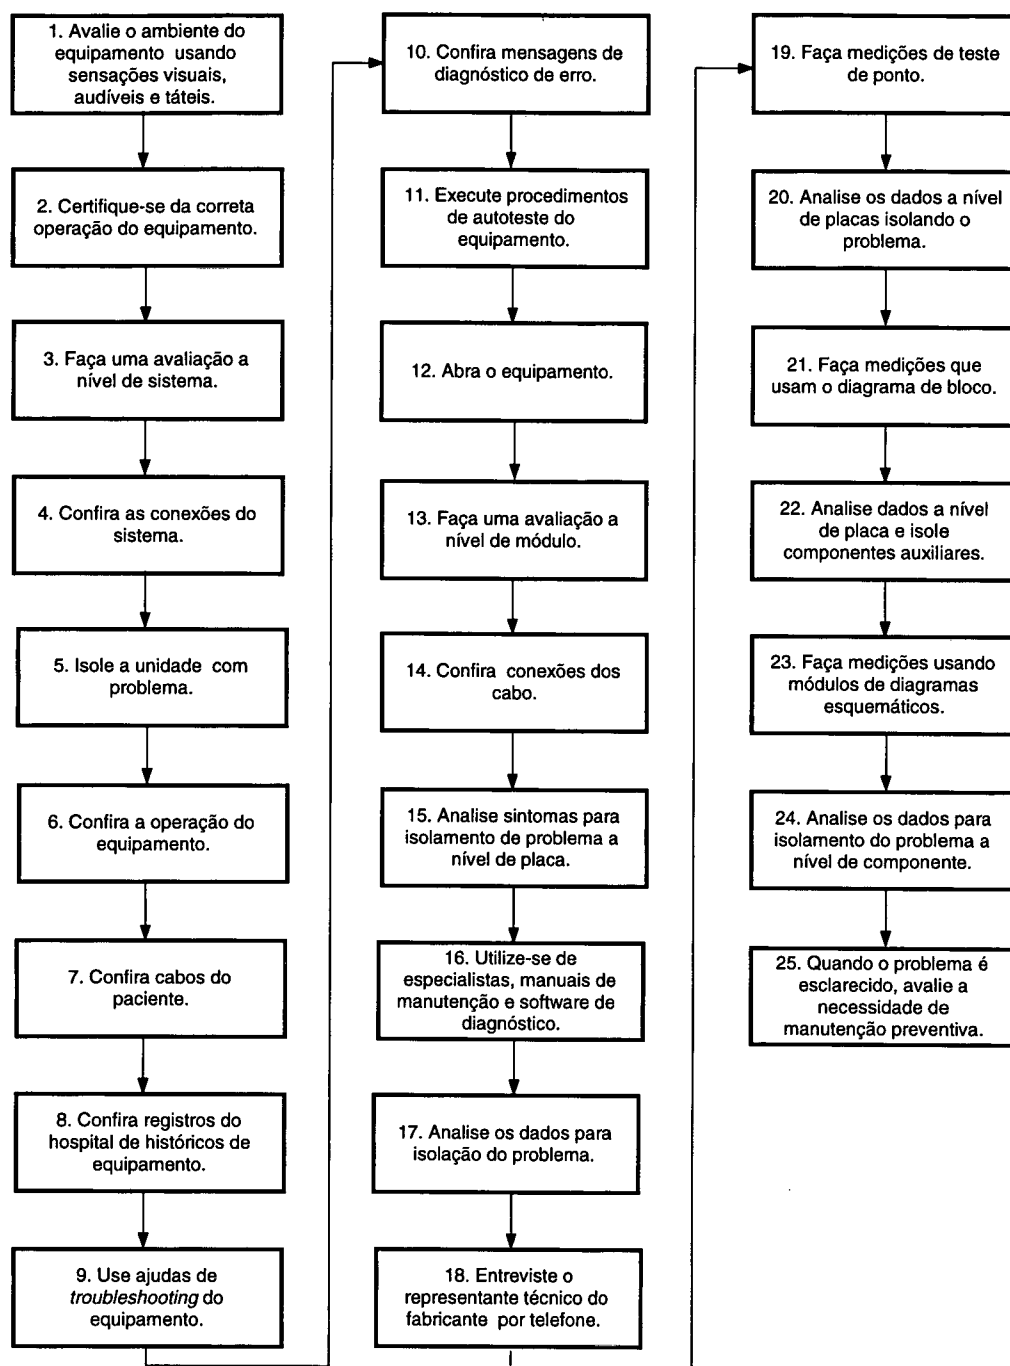 1. Avalie o ambiente do
equipamento usando
sensações visuais,
audíveis e táteis.
2. Certifique-se da correta
operação do equipamento.
3. Faça uma avaliação a
nível de sistema.
4. Confira as conexões do
sistema.
5. Isole a unidade com
problema.
6. Confira a operação do
equipamento.
7. Confira cabos do
paciente.
8. Confira registros do
hospital de históricos de
equipamento.
9. Use ajudas de
troubleshooting do
equipamento.
10. Confira mensagens de
diagnóstico de erro.
11. Execute procedimentos
de autoteste do
equipamento.
12. Abra o equipamento.
13. Faça uma avaliação a
nível de módulo.
14. Confira conexões dos
cabo.
15. Analise sintomas para
isolamento de problema a
nível de placa.
16. Utilize-se de
especialistas, manuais de
manutenção e software de
diagnóstico.
17. Analise os dados para
isolação do problema.
18. Entreviste o
representante técnico do
fabricante por telefone.
19. Faça medições de teste
de ponto.
20. Analise os dados a nível
de placas isolando o
problema.
21. Faça medições que
usam o diagrama de bloco.
22. Analise dados a nível
de placa e isole
componentes auxiliares.
23. Faça medições usando
módulos de diagramas
esquemáticos.
24. Analise os dados para
isolamento do problema a
nível de componente.
25. Quando o problema é
esclarecido, avalie a
necessidade de
manutenção preventiva.